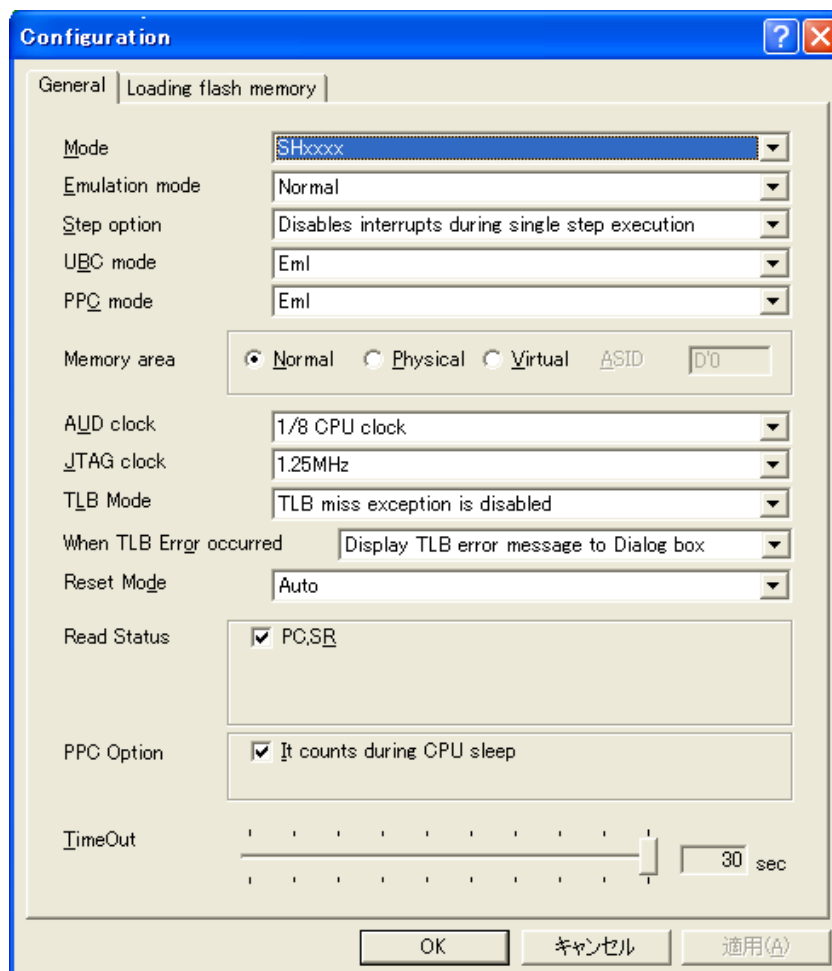 Configuration
General Loading flash memory
Mode SHxxxx
Emulation mode Normal
Step option Disables interrupts during single step execution
UBC mode Eml
PPC mode Eml
Memory area Normal Physical Virtual ASID D'0
AUD clock 1/8 CPU clock
JTAG clock 1.25MHz
TLB Mode TLB miss exception is disabled
When TLB Error occurred Display TLB error message to Dialog box
Reset Mode Auto
Read Status PC,SR
PPC Option It counts during CPU sleep
TimeOut 30 sec
OK キャンセル 適用(A)